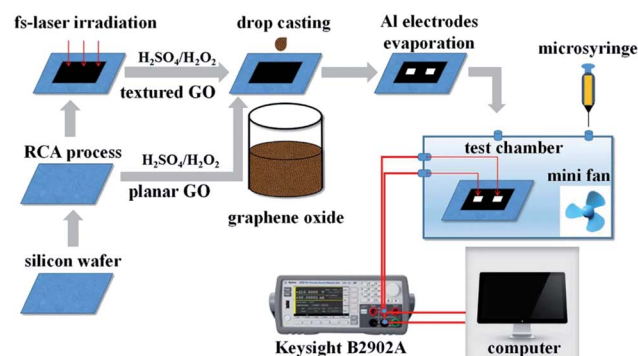 fs-laser irradiation
H₂SO₄/H₂O₂
textured GO
drop casting
Al electrodes
evaporation
microsyringe
RCA process
H₂SO₄/H₂O₂
planar GO
graphene oxide
test chamber
mini fan
silicon wafer
Keysight B2902A
computer